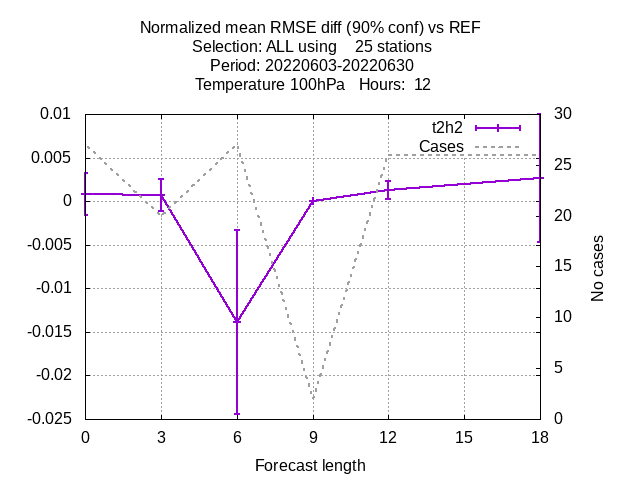 Normalized mean RMSE diff (90% conf) vs REF
Selection: ALL using    25 stations
Period: 20220603-20220630
Temperature 100hPa   Hours:  12
0.01
0.005
0
-0.005
-0.01
-0.015
-0.02
-0.025
t2h2
Cases
30
25
20
15
10
5
0
No cases
0 3 6 9 12 15 18
Forecast length